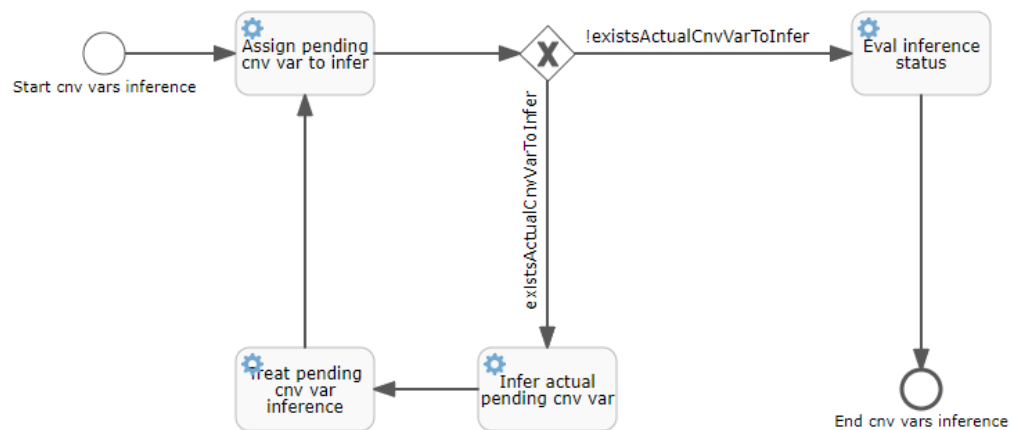 Assign pending
cnv var to infer
!existsActualCnvVarToInfer
Eval inference
status
Start cnv vars inference
existsActualCnvVarToInfer
Treat pending
cnv var
inference
Infer actual
pending cnv var
End cnv vars inference